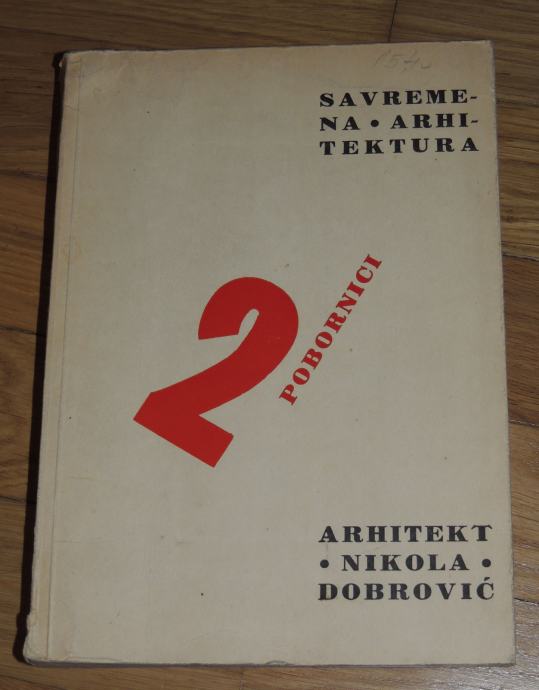 SAVREME-
NA • ARHI-
TEKTURA
2
POBORNICI
ARHITEKT
• NIKOLA •
DOBROVIĆ